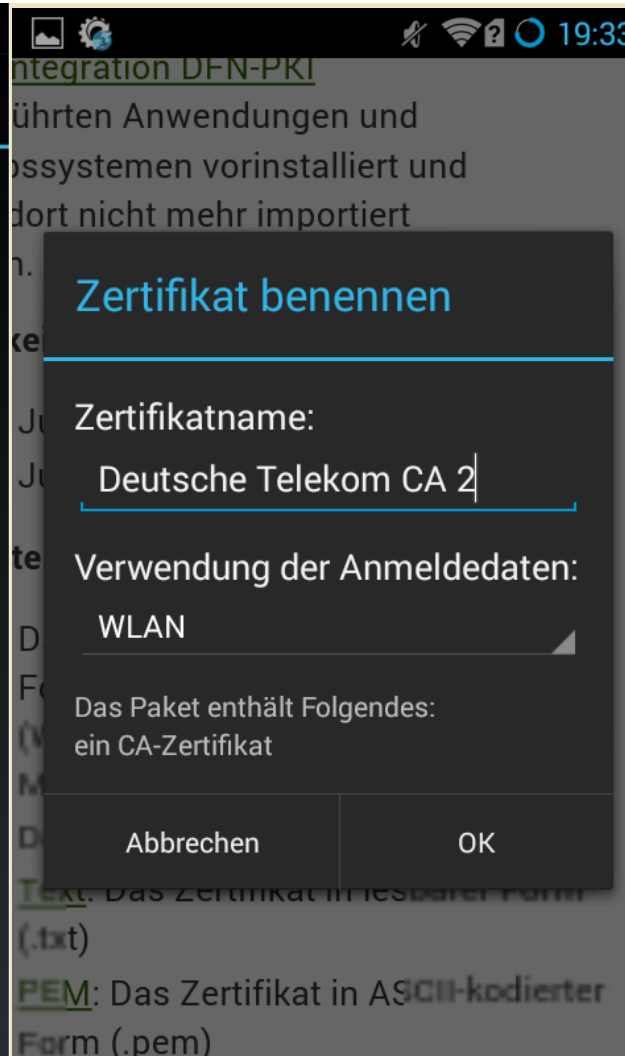 19:33
ntegration DFN-PKI
ührten Anwendungen und
ossystemen vorinstalliert und
dort nicht mehr importiert
n.
Zertifikat benennen
Zertifikatname:
Deutsche Telekom CA 2
Verwendung der Anmeldedaten:
WLAN
Das Paket enthält Folgendes:
ein CA-Zertifikat
Abbrechen
OK
Text: Das Zertifikat in lesbarer Form
(.txt)
PEM: Das Zertifikat in ASCII-kodierter
Form (.pem)